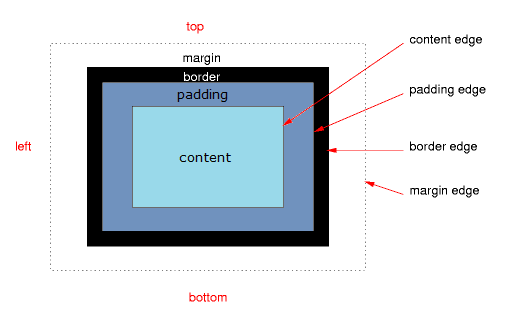 top
content edge
margin
border
padding edge
padding
left
border edge
content
margin edge
bottom